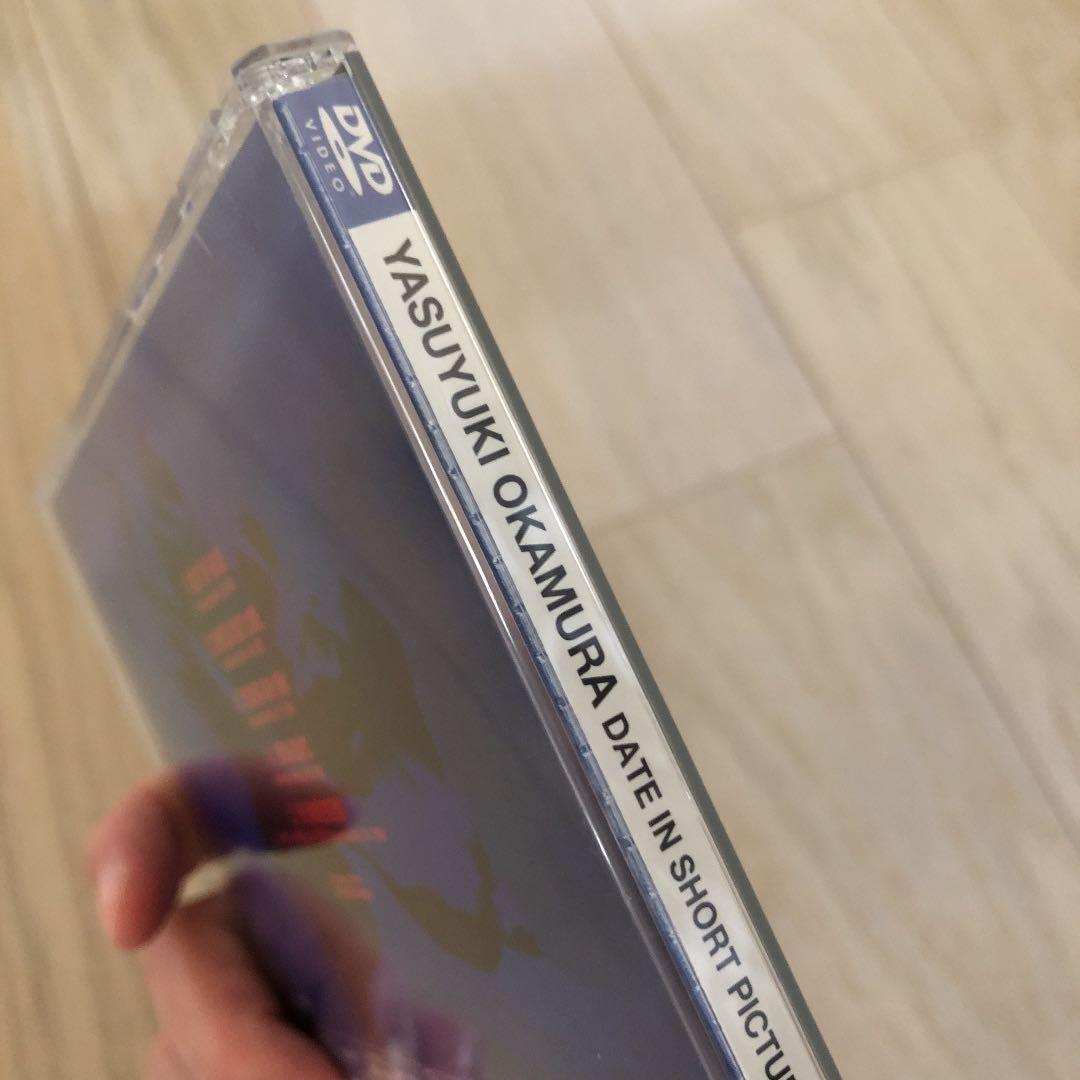 DVD
VIDEO
YASUYUKI OKAMURA DATE IN SHORT PICTU